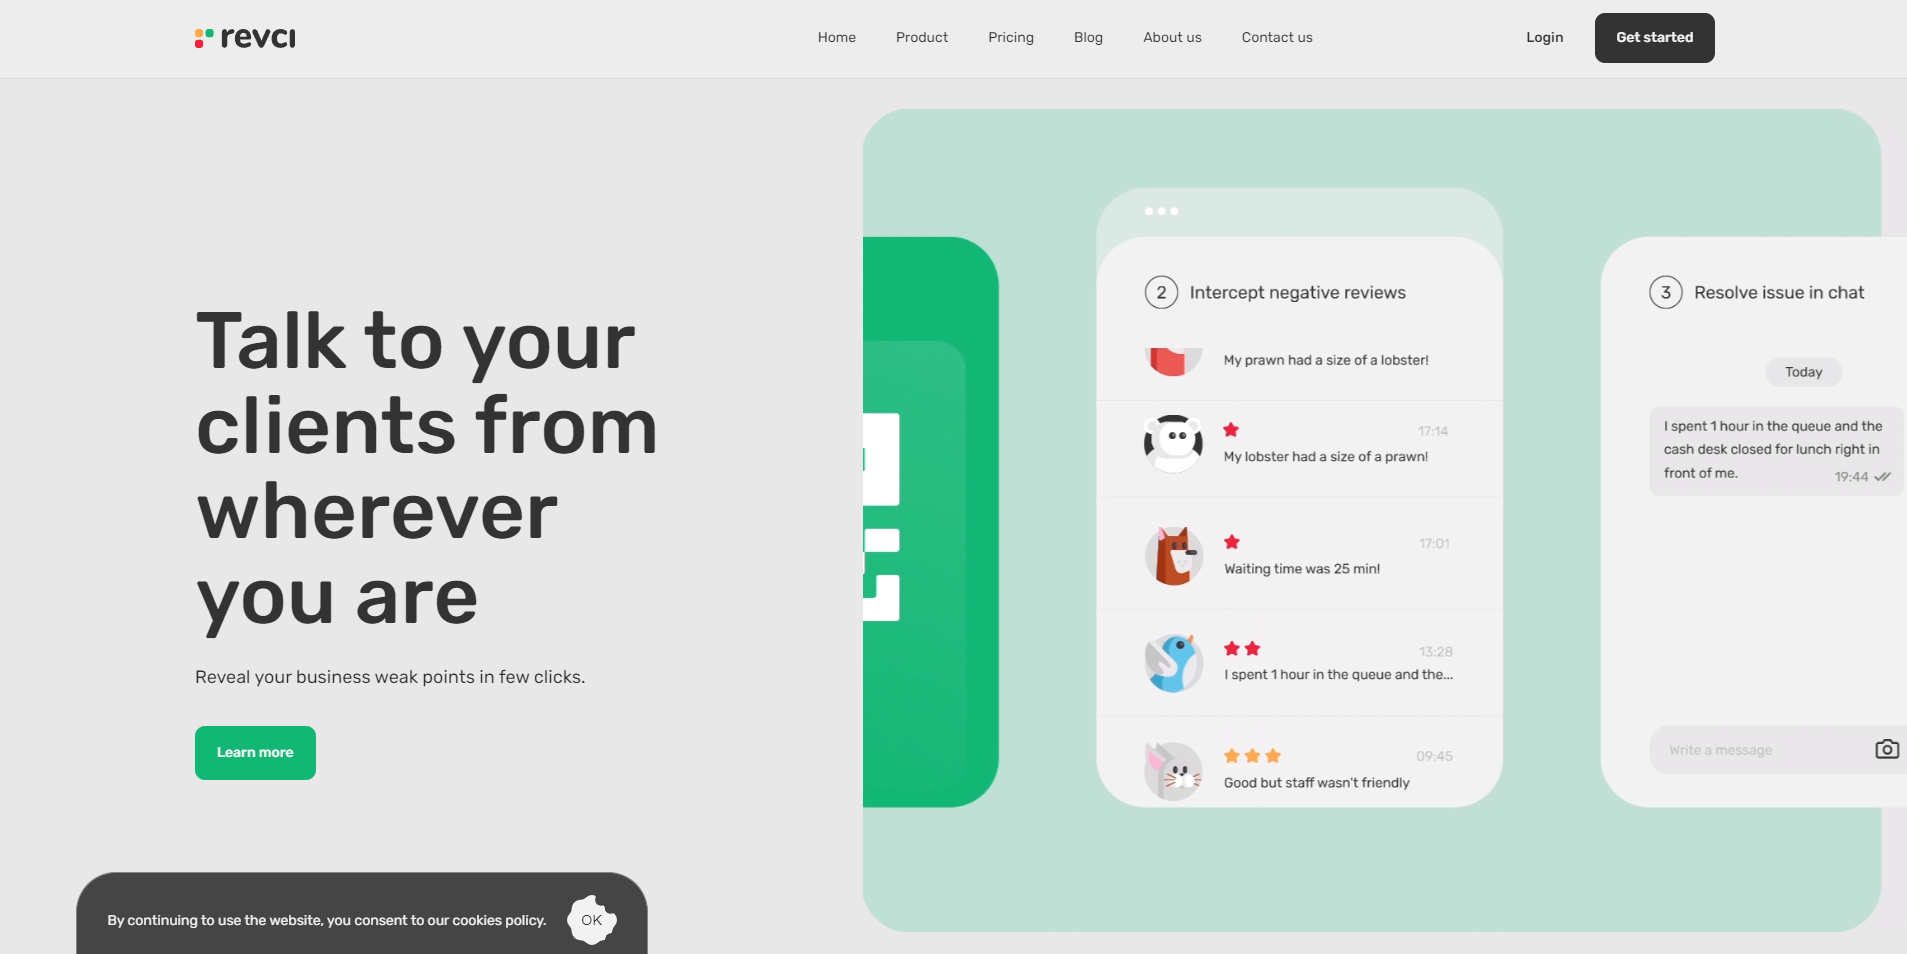 revci
Home
Product
Pricing
Blog
About us
Contact us
Login
Get started
Talk to your
clients from
wherever
you are
Reveal your business weak points in few clicks.
Learn more
2
Intercept negative reviews
My prawn had a size of a lobster!
17:14
My lobster had a size of a prawn!
17:01
Waiting time was 25 min!
13:28
I spent 1 hour in the queue and the...
09:45
Good but staff wasn't friendly
3
Resolve issue in chat
Today
I spent 1 hour in the queue and the
cash desk closed for lunch right in
front of me.
19:44
Write a message
By continuing to use the website, you consent to our cookies policy.
OK